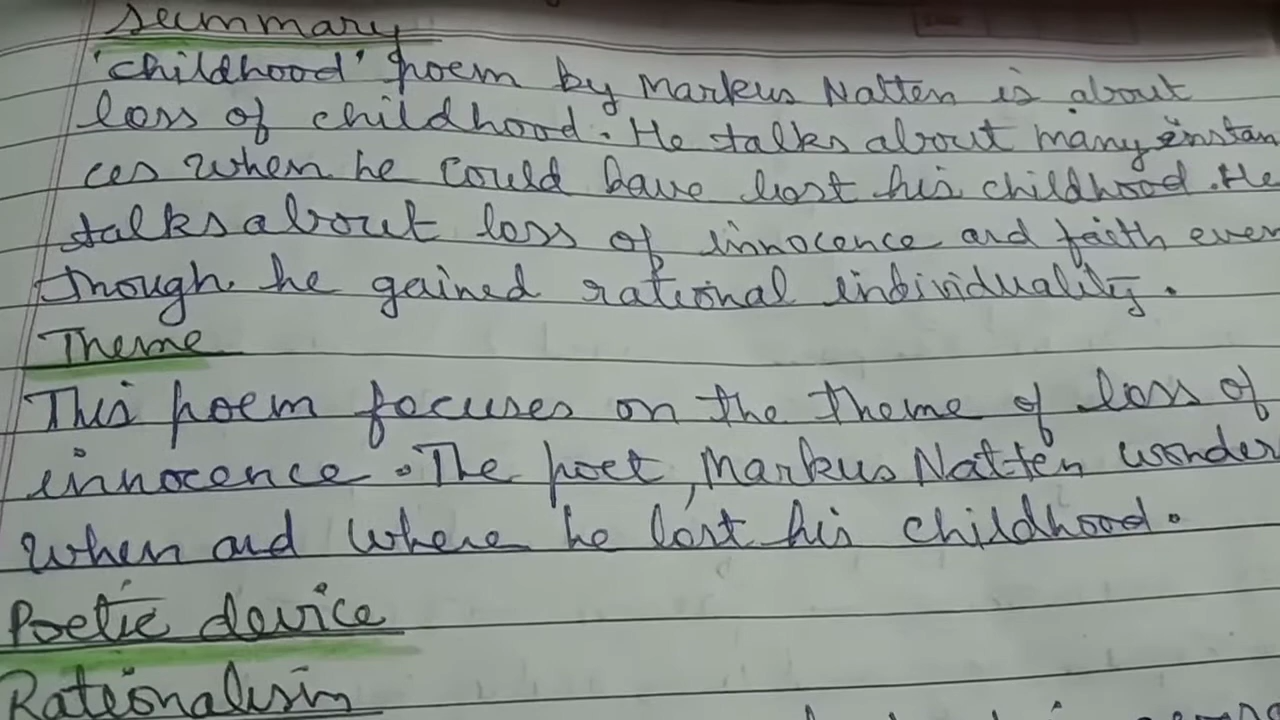 Summary
'Childhood' poem by Markus Natten is about
loss of childhood. He talks about many instan
ces when he could have lost his childhood. He
talks about loss of innocence and faith even
though he gained rational individuality.
Theme
This poem focuses on the theme of loss of
innocence. The poet, Markus Natten wonder
when and where he lost his childhood.
Poetic device
Rationalism